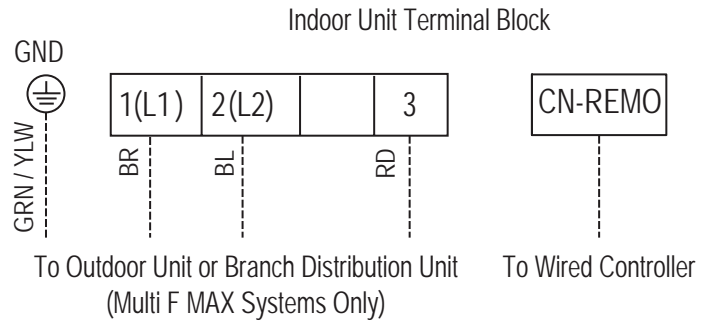 Indoor Unit Terminal Block
GND
1(L1) 2(L2) 3 CN-REMO
GRN / YLW BR BL RD
To Outdoor Unit or Branch Distribution Unit To Wired Controller
(Multi F MAX Systems Only)